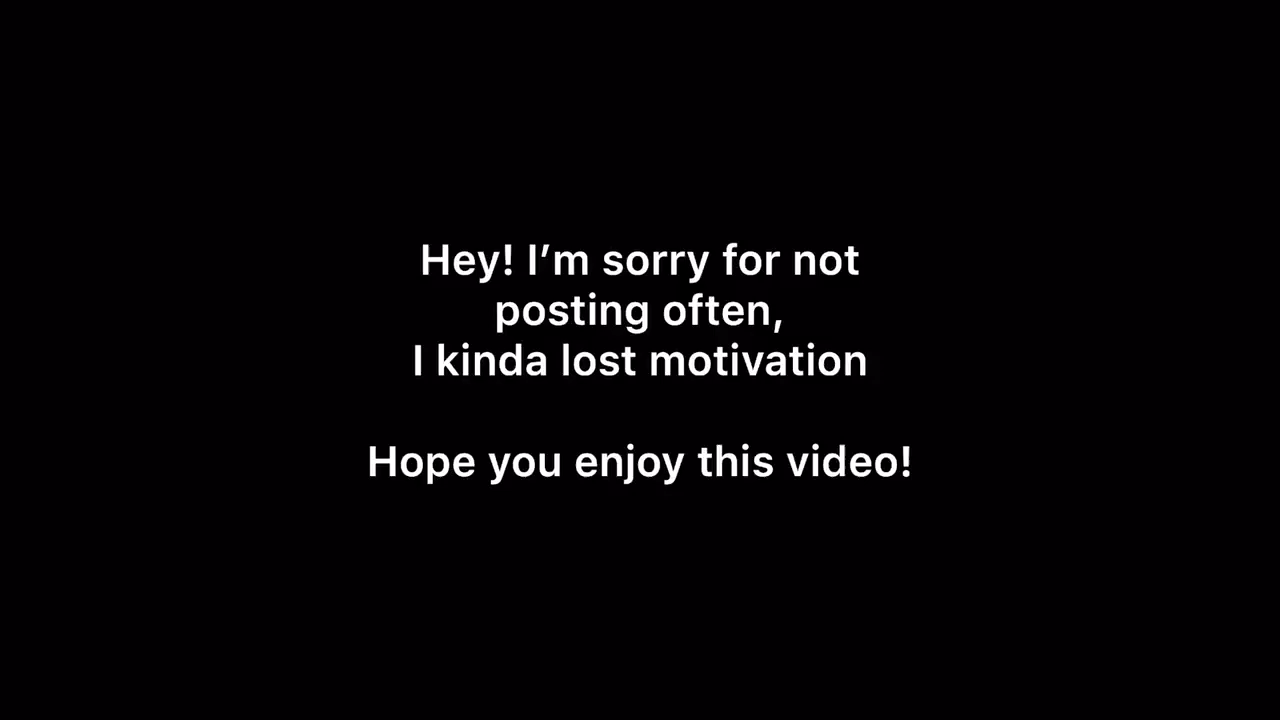 Hey! I’m sorry for not
posting often,
I kinda lost motivation
Hope you enjoy this video!